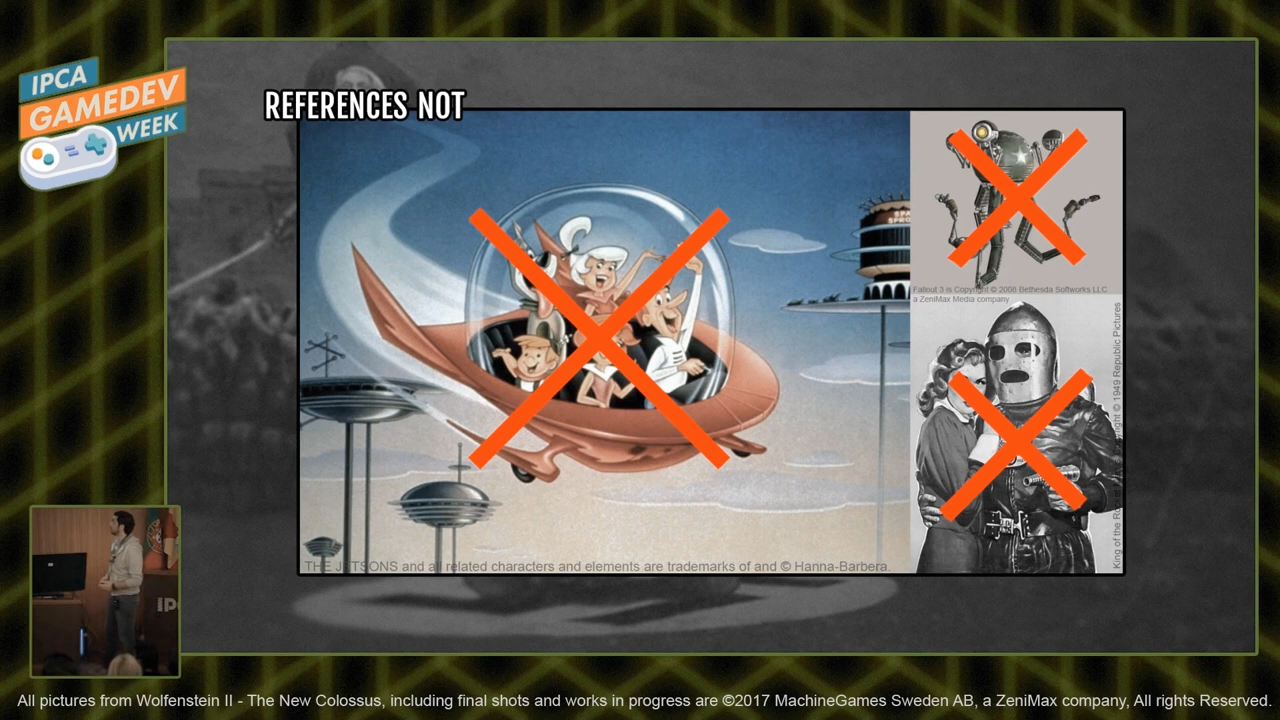 IPCA
GAMEDEV
WEEK
REFERENCES NOT
Fallout 3 is Copyright © 2008 Bethesda Softworks LLC
a ZeniMax Media company
King of the
© 1949 Republic Pictures
THE JETSONS and all related characters and elements are trademarks of and © Hanna-Barbera.
IP
All pictures from Wolfenstein II - The New Colossus, including final shots and works in progress are ©2017 MachineGames Sweden AB, a ZeniMax company, All rights Reserved.